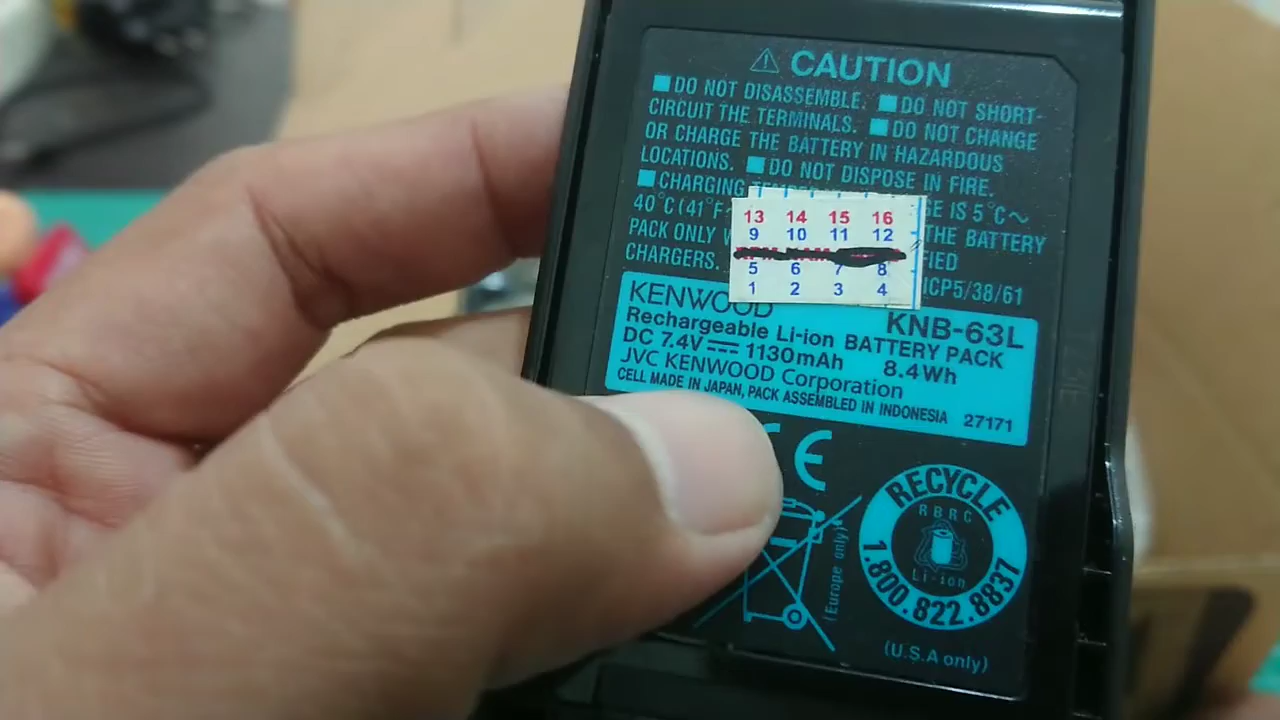 ⚠ CAUTION
■ DO NOT DISASSEMBLE. ■ DO NOT SHORT-
CIRCUIT THE TERMINALS. ■ DO NOT CHANGE
OR CHARGE THE BATTERY IN HAZARDOUS
LOCATIONS. ■ DO NOT DISPOSE IN FIRE.
■ CHARGING IS 5°C~
40°C (41°F THE BATTERY
PACK ONLY
CHARGERS.
ICP5/38/61
13 14 15 16
9 10 11 12
5 6 7 8
1 2 3 4
KENWOOD KNB-63L
Rechargeable Li-ion BATTERY PACK
DC 7.4V 1130mAh 8.4Wh
JVC KENWOOD Corporation
CELL MADE IN JAPAN, PACK ASSEMBLED IN INDONESIA 27171
CE
(Europe only)
RECYCLE
RBRC
Li-ion
1.800.822.8837
(U.S.A only)